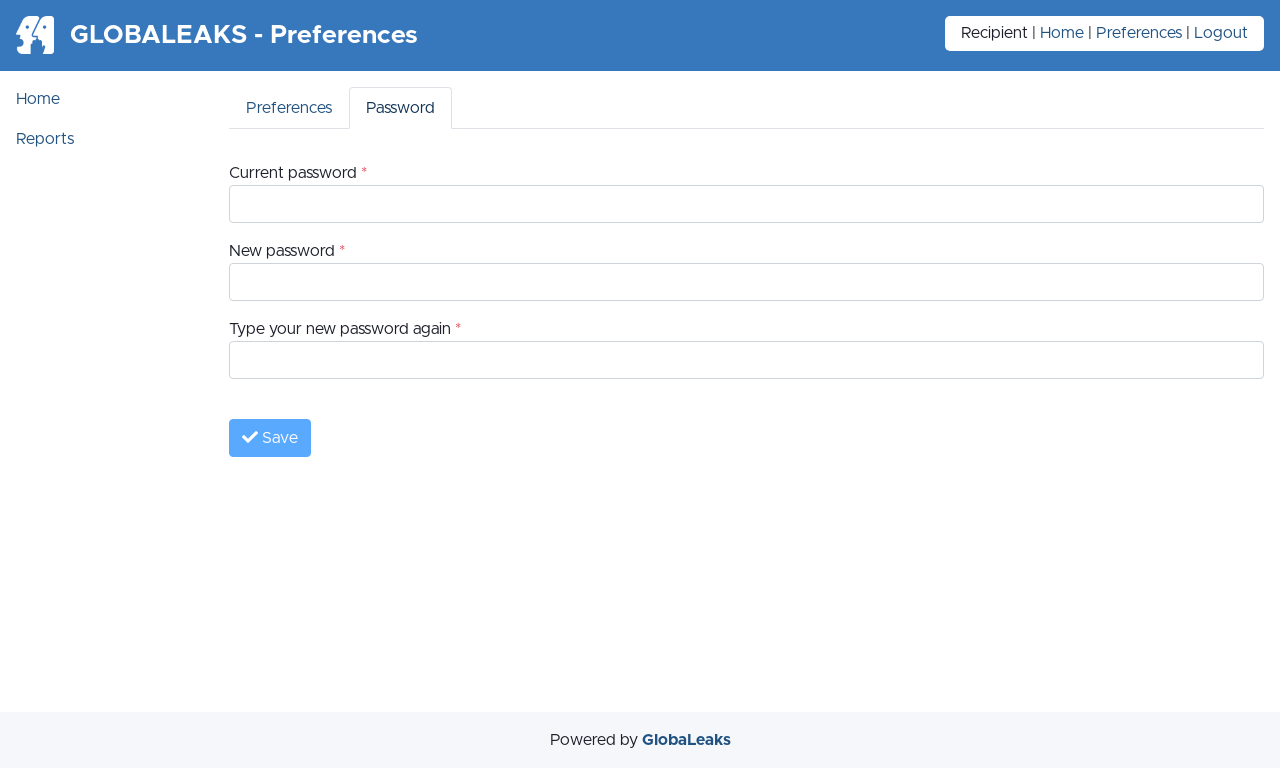 GLOBALEAKS - Preferences
Recipient | Home | Preferences | Logout
Home
Reports
Preferences
Password
Current password *
New password *
Type your new password again *
Save
Powered by GlobaLeaks